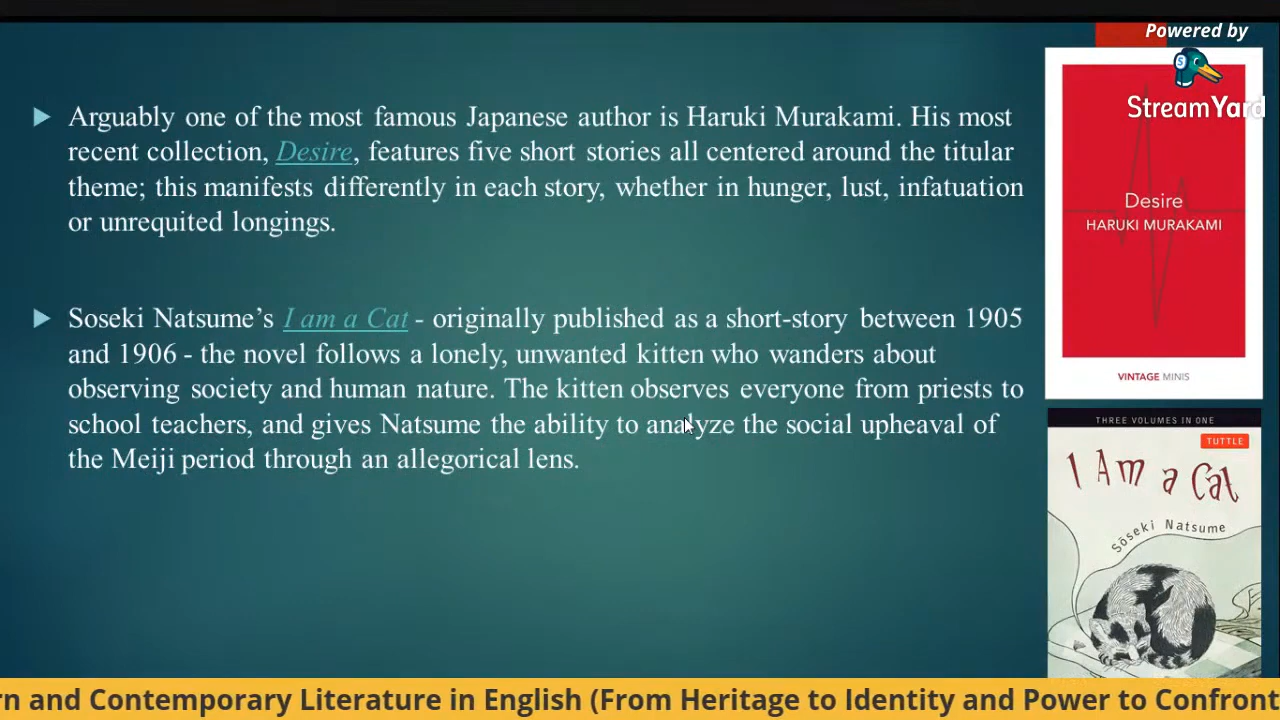 Powered by
StreamYard
Arguably one of the most famous Japanese author is Haruki Murakami. His most
recent collection, Desire, features five short stories all centered around the titular
theme; this manifests differently in each story, whether in hunger, lust, infatuation
or unrequited longings.
Soseki Natsume’s I am a Cat - originally published as a short-story between 1905
and 1906 - the novel follows a lonely, unwanted kitten who wanders about
observing society and human nature. The kitten observes everyone from priests to
school teachers, and gives Natsume the ability to analyze the social upheaval of
the Meiji period through an allegorical lens.
Desire
HARUKI MURAKAMI
VINTAGE MINIS
THREE VOLUMES IN ONE
TUTTLE
I Am a Cat
Sōseki Natsume
rn and Contemporary Literature in English (From Heritage to Identity and Power to Confront